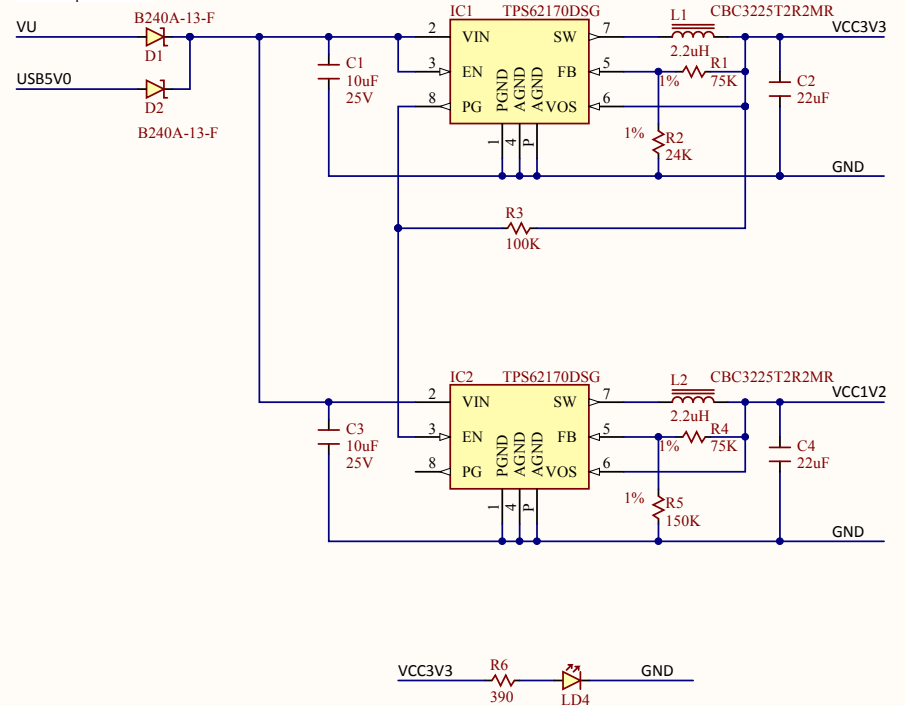 B240A-13-F
VU
D1
USB5V0
D2
B240A-13-F
C1
10uF
25V
IC1
TPS62170DSG
2
VIN
3
EN
8
PG
PGND
AGND
AGND
1
4
P
SW
7
FB
5
VOS
6
L1
CBC3225T2R2MR
2.2uH
VCC3V3
R1
1%
75K
C2
22uF
1%
R2
24K
GND
R3
100K
IC2
TPS62170DSG
2
VIN
3
EN
8
PG
PGND
AGND
AGND
1
4
P
SW
7
FB
5
VOS
6
L2
CBC3225T2R2MR
2.2uH
VCC1V2
R4
1%
75K
C3
10uF
25V
C4
22uF
1%
R5
150K
GND
VCC3V3
R6
390
LD4
GND